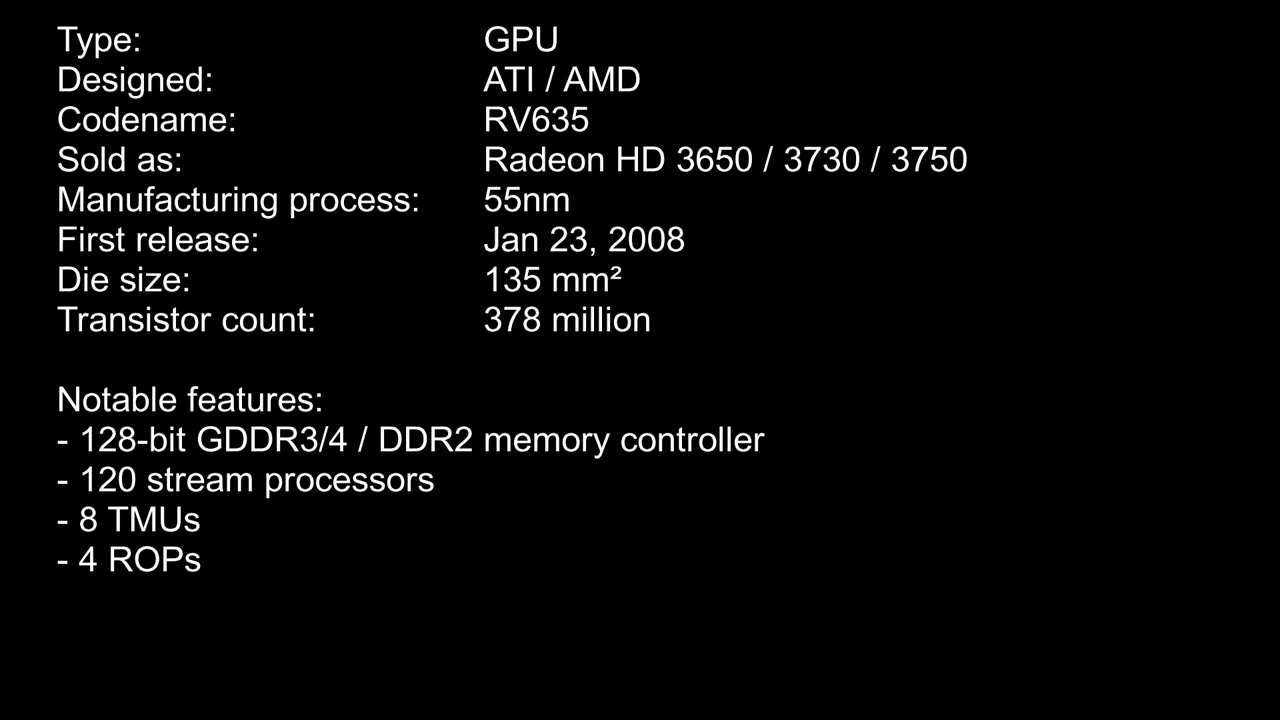 Type: GPU
Designed: ATI / AMD
Codename: RV635
Sold as: Radeon HD 3650 / 3730 / 3750
Manufacturing process: 55nm
First release: Jan 23, 2008
Die size: 135 mm²
Transistor count: 378 million
Notable features:
- 128-bit GDDR3/4 / DDR2 memory controller
- 120 stream processors
- 8 TMUs
- 4 ROPs